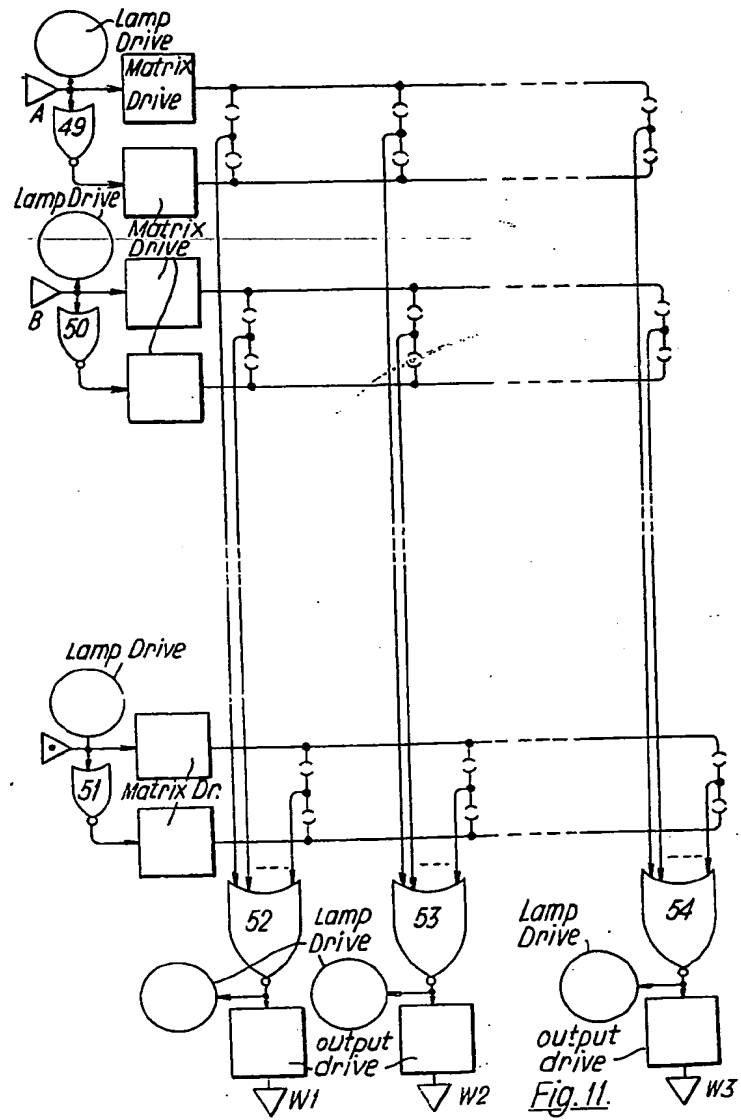 Lamp
Drive
Matrix
Drive
A
49
Lamp Drive
Matrix
Drive
B
50
Lamp Drive
51
Matrix Dr.
52
53
54
Lamp
Drive
Lamp
Drive
output
drive
output
drive
W1
W2
W3
Fig. 11.